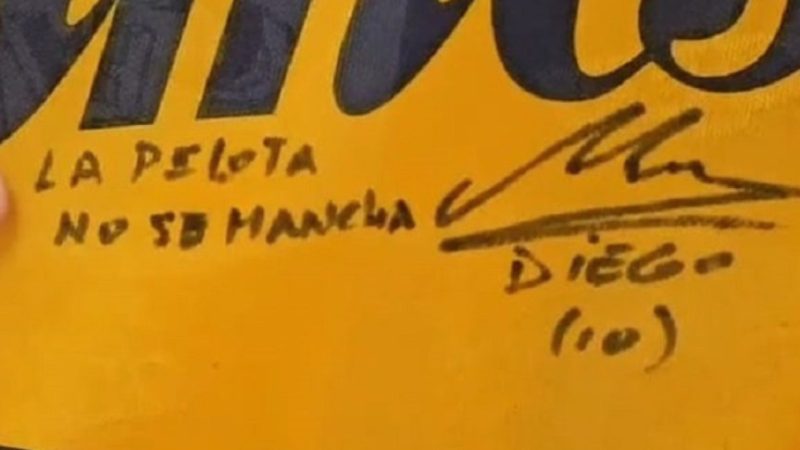 LA PELOTA
NO SE MANCHA
DIEGO
(10)